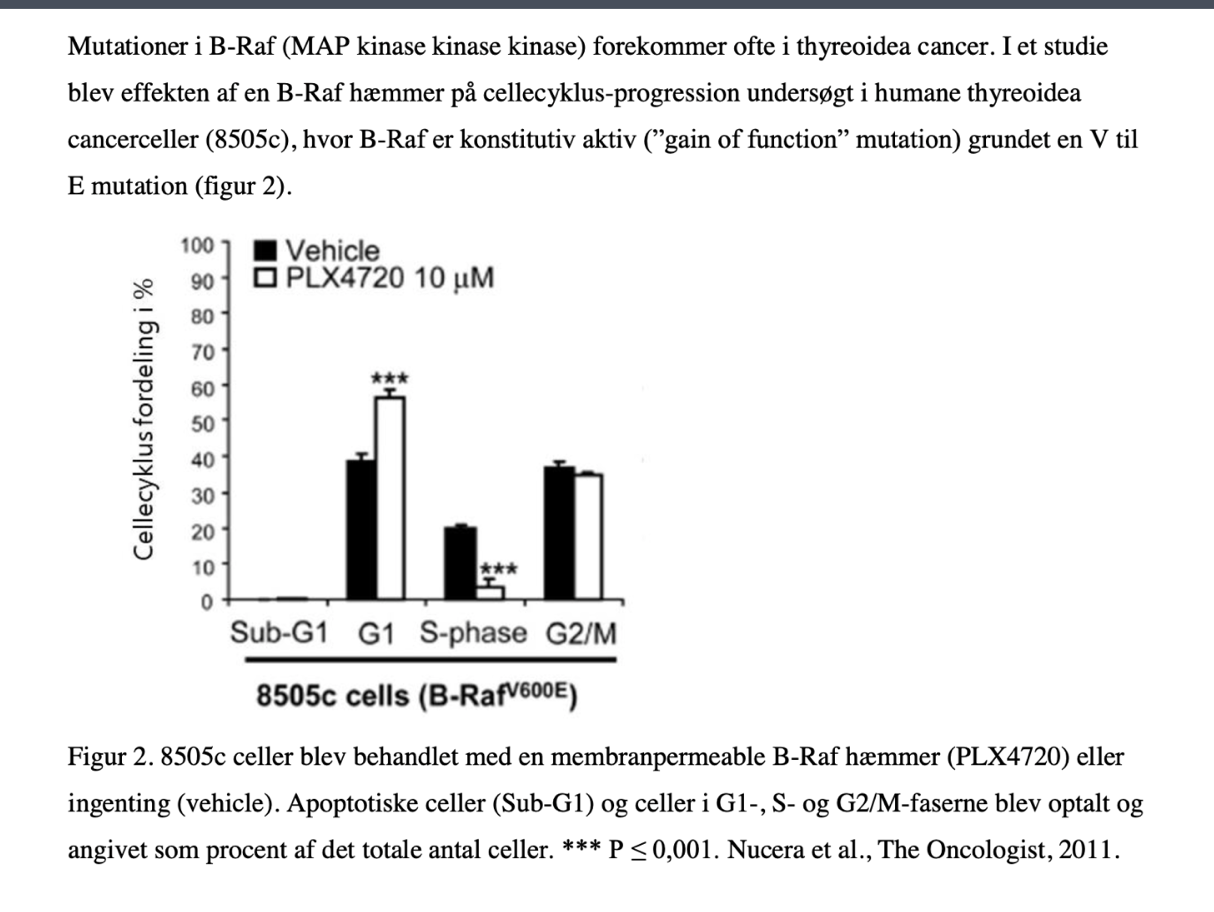 Mutationer i B-Raf (MAP kinase kinase kinase) forekommer ofte i thyreoidea cancer. I et studie
blev effekten af en B-Raf hæmmer på cellecyklus-progression undersøgt i humane thyreoidea
cancerceller (8505c), hvor B-Raf er konstitutiv aktiv (”gain of function” mutation) grundet en V til
E mutation (figur 2).
Cellecyklus fordeling i %
100
90
80
70
60
50
40
30
20
10
0
Vehicle
PLX4720 10 µM
***
***
Sub-G1 G1 S-phase G2/M
8505c cells (B-RafV600E)
Figur 2. 8505c celler blev behandlet med en membranpermeable B-Raf hæmmer (PLX4720) eller
ingenting (vehicle). Apoptotiske celler (Sub-G1) og celler i G1-, S- og G2/M-faserne blev optalt og
angivet som procent af det totale antal celler. *** P ≤ 0,001. Nucera et al., The Oncologist, 2011.